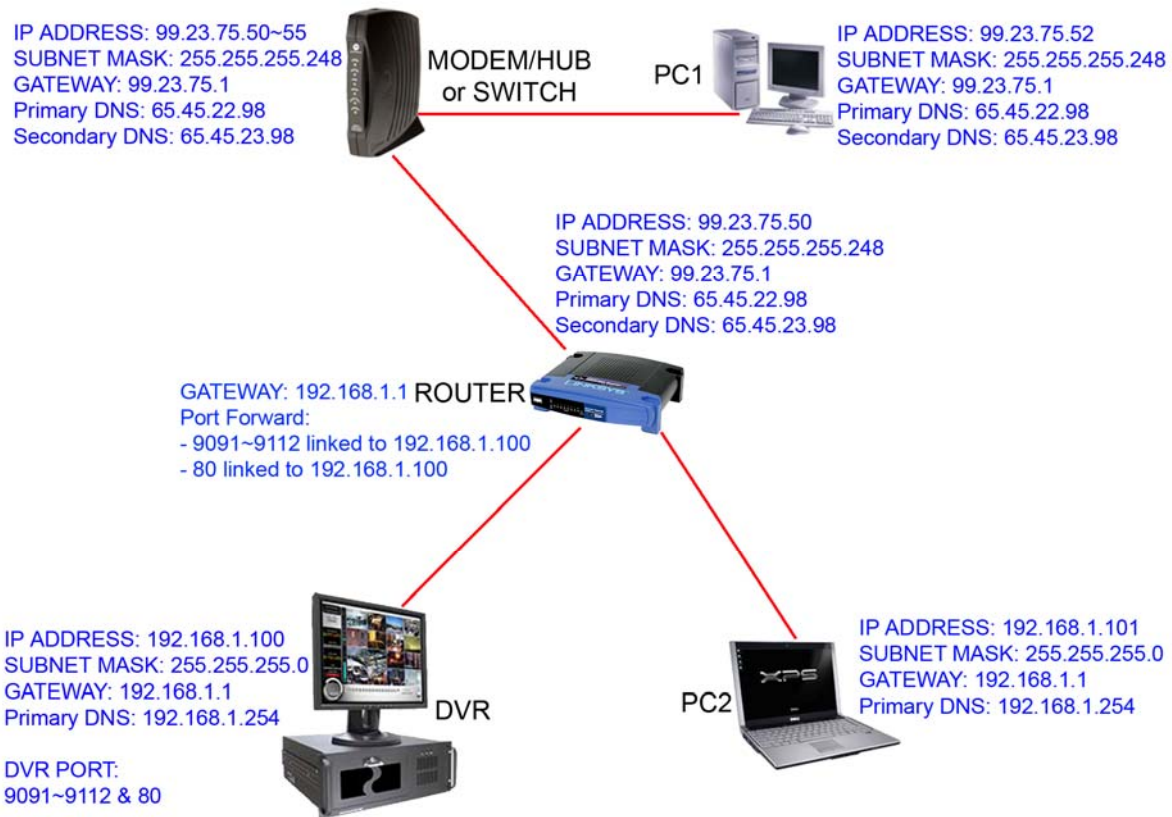 IP ADDRESS: 99.23.75.50~55
SUBNET MASK: 255.255.255.248
GATEWAY: 99.23.75.1
Primary DNS: 65.45.22.98
Secondary DNS: 65.45.23.98
MODEM/HUB
or SWITCH
PC1
IP ADDRESS: 99.23.75.52
SUBNET MASK: 255.255.255.248
GATEWAY: 99.23.75.1
Primary DNS: 65.45.22.98
Secondary DNS: 65.45.23.98
IP ADDRESS: 99.23.75.50
SUBNET MASK: 255.255.255.248
GATEWAY: 99.23.75.1
Primary DNS: 65.45.22.98
Secondary DNS: 65.45.23.98
GATEWAY: 192.168.1.1
Port Forward:
- 9091~9112 linked to 192.168.1.100
- 80 linked to 192.168.1.100
ROUTER
LINKSYS
IP ADDRESS: 192.168.1.100
SUBNET MASK: 255.255.255.0
GATEWAY: 192.168.1.1
Primary DNS: 192.168.1.254
DVR PORT:
9091~9112 & 80
DVR
PC2
XPS
IP ADDRESS: 192.168.1.101
SUBNET MASK: 255.255.255.0
GATEWAY: 192.168.1.1
Primary DNS: 192.168.1.254